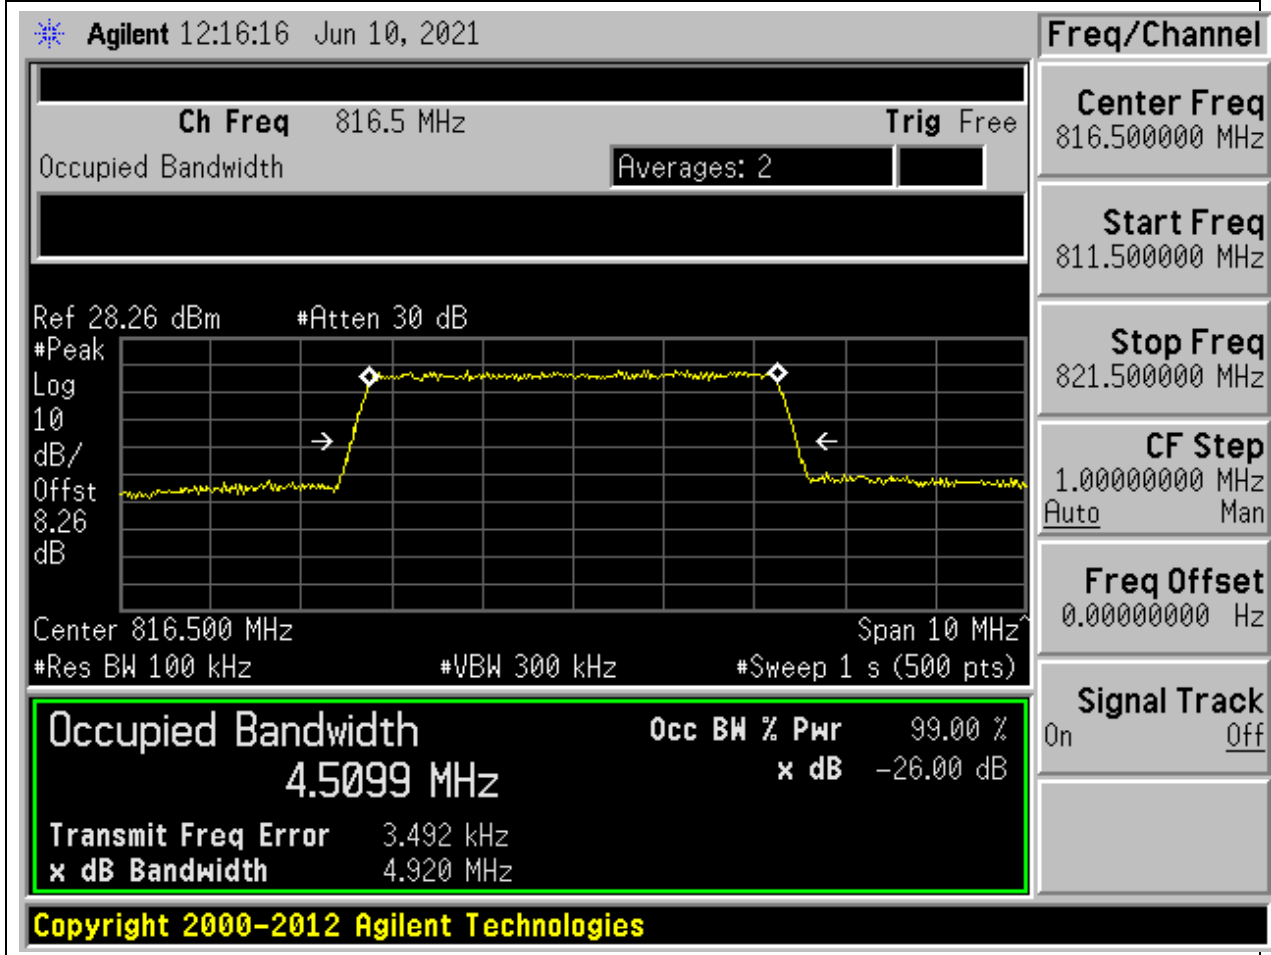 Agilent 12:16:16 Jun 10, 2021
Freq/Channel
Ch Freq 816.5 MHz Trig Free
Occupied Bandwidth Averages: 2
Center Freq
816.500000 MHz
Start Freq
811.500000 MHz
Stop Freq
821.500000 MHz
CF Step
1.00000000 MHz
Auto Man
Freq Offset
0.00000000 Hz
Signal Track
On Off
Ref 28.26 dBm #Atten 30 dB
#Peak
Log
10
dB/
Offst
8.26
dB
Center 816.500 MHz Span 10 MHz^
#Res BW 100 kHz #VBW 300 kHz #Sweep 1 s (500 pts)
Occupied Bandwidth Occ BW % Pwr 99.00 %
4.5099 MHz x dB -26.00 dB
Transmit Freq Error 3.492 kHz
x dB Bandwidth 4.920 MHz
Copyright 2000-2012 Agilent Technologies